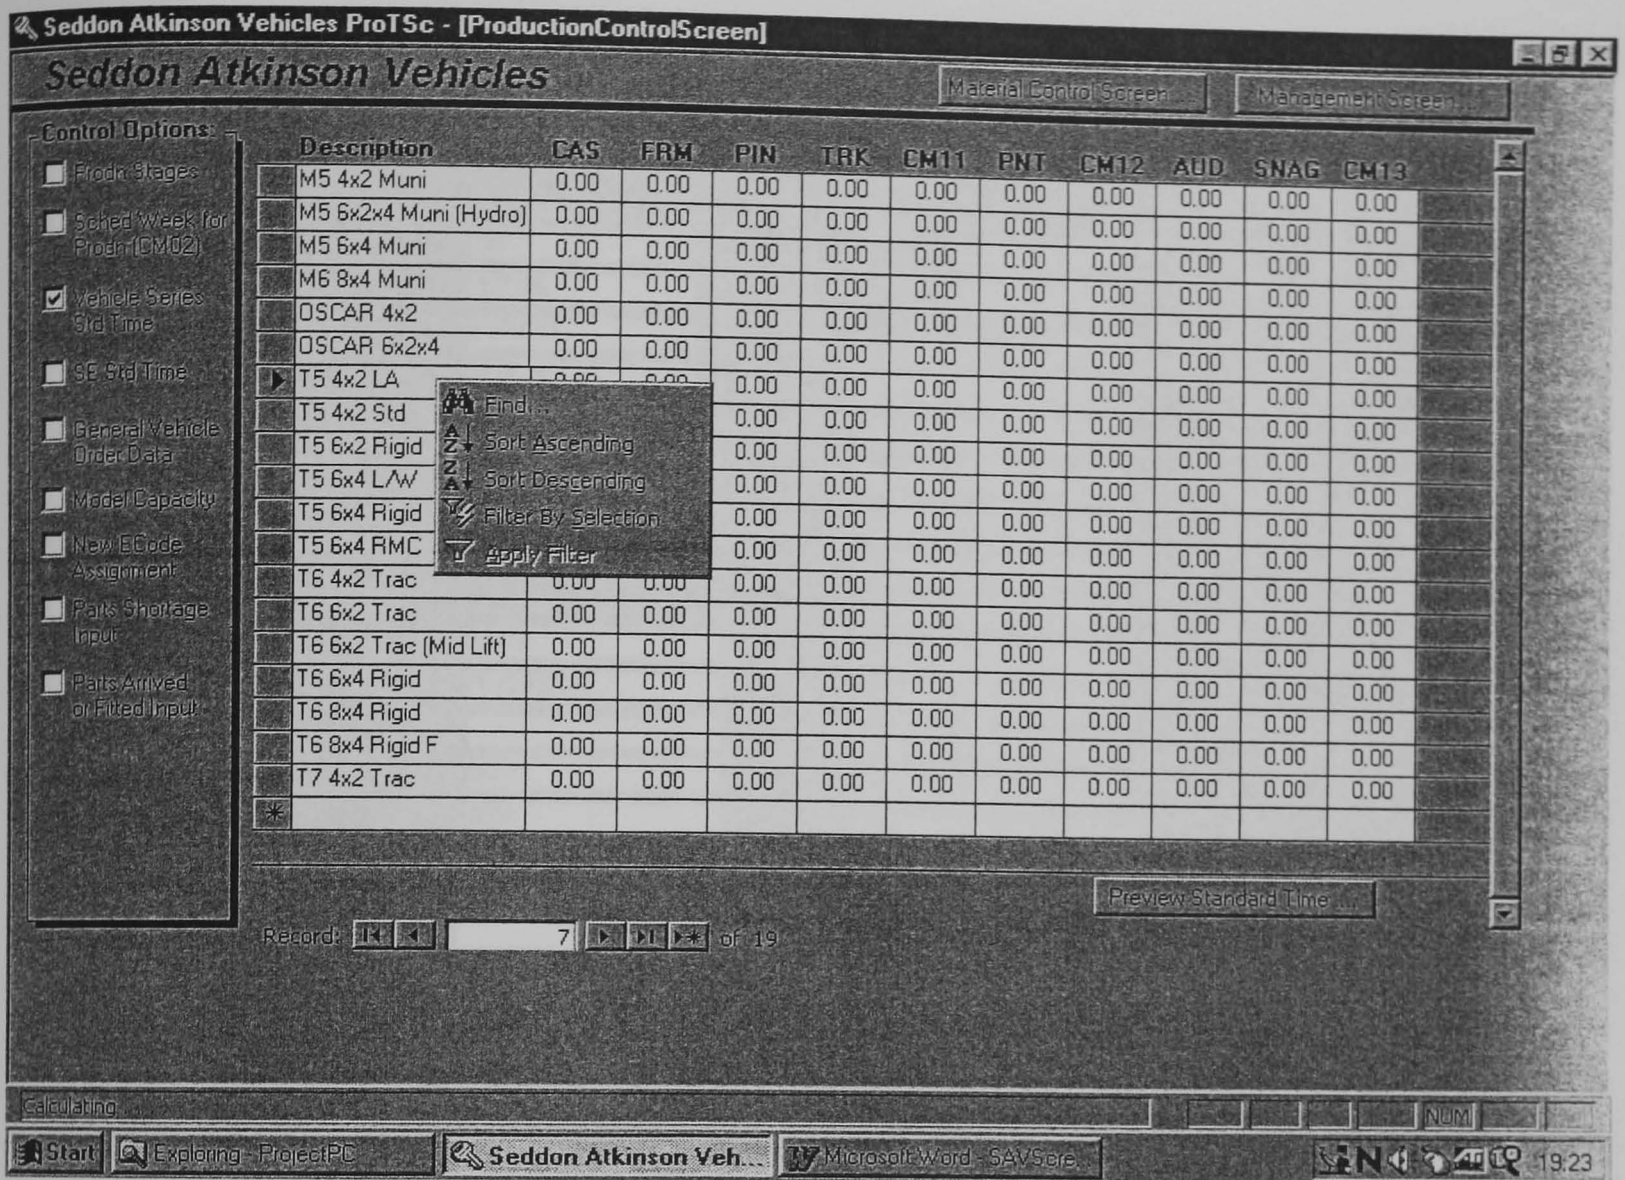 Seddon Atkinson Vehicles ProTSc - [ProductionControlScreen]
Seddon Atkinson Vehicles
Material Control Screen ...
Management Screen ...
Control Options:
Prodn Stages
Sched Week for
Prodn (CM02)
Vehicle Series
Std Time
SE Std Time
General Vehicle
Order Data
Model Capacity
New ECode
Assignment
Parts Shortage
Input
Parts Arrived
or Fitted Input
Description CAS FRM PIN TRK CM11 PNT CM12 AUD SNAG CM13
M5 4x2 Muni 0.00 0.00 0.00 0.00 0.00 0.00 0.00 0.00 0.00 0.00
M5 6x2x4 Muni (Hydro) 0.00 0.00 0.00 0.00 0.00 0.00 0.00 0.00 0.00 0.00
M5 6x4 Muni 0.00 0.00 0.00 0.00 0.00 0.00 0.00 0.00 0.00 0.00
M6 8x4 Muni 0.00 0.00 0.00 0.00 0.00 0.00 0.00 0.00 0.00 0.00
OSCAR 4x2 0.00 0.00 0.00 0.00 0.00 0.00 0.00 0.00 0.00 0.00
OSCAR 6x2x4 0.00 0.00 0.00 0.00 0.00 0.00 0.00 0.00 0.00 0.00
T5 4x2 LA 0.00 0.00 0.00 0.00 0.00 0.00 0.00 0.00 0.00 0.00
T5 4x2 Std 0.00 0.00 0.00 0.00 0.00 0.00 0.00 0.00
T5 6x2 Rigid 0.00 0.00 0.00 0.00 0.00 0.00 0.00 0.00
T5 6x4 L/W 0.00 0.00 0.00 0.00 0.00 0.00 0.00 0.00
T5 6x4 Rigid 0.00 0.00 0.00 0.00 0.00 0.00 0.00 0.00
T5 6x4 RMC 0.00 0.00 0.00 0.00 0.00 0.00 0.00 0.00
T6 4x2 Trac 0.00 0.00 0.00 0.00 0.00 0.00 0.00 0.00 0.00 0.00
T6 6x2 Trac 0.00 0.00 0.00 0.00 0.00 0.00 0.00 0.00 0.00 0.00
T6 6x2 Trac (Mid Lift) 0.00 0.00 0.00 0.00 0.00 0.00 0.00 0.00 0.00 0.00
T6 6x4 Rigid 0.00 0.00 0.00 0.00 0.00 0.00 0.00 0.00 0.00 0.00
T6 8x4 Rigid 0.00 0.00 0.00 0.00 0.00 0.00 0.00 0.00 0.00 0.00
T6 8x4 Rigid F 0.00 0.00 0.00 0.00 0.00 0.00 0.00 0.00 0.00 0.00
T7 4x2 Trac 0.00 0.00 0.00 0.00 0.00 0.00 0.00 0.00 0.00 0.00
Find...
Sort Ascending
Sort Descending
Filter By Selection
Apply Filter
Preview Standard Time ...
Record: 7 of 19
Calculating
NUM
Start
Exploring - ProjectPC
Seddon Atkinson Veh...
Microsoft Word - SAVScre...
19:23